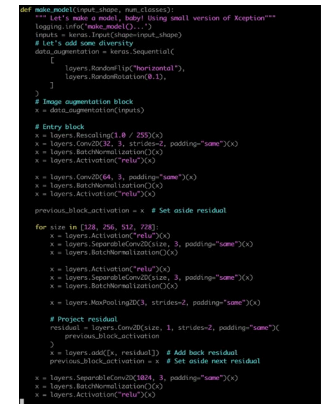 def make_model(input_shape, num_classes):
    """ Let's make a model, baby! Using small version of Xception"""
    logging.info('make_model()...')
    inputs = keras.Input(shape=input_shape)
    # Let's add some diversity
    data_augmentation = keras.Sequential(
        [
            layers.RandomFlip("horizontal"),
            layers.RandomRotation(0.1),
        ]
    )
    # Image augmentation block
    x = data_augmentation(inputs)

    # Entry block
    x = layers.Rescaling(1.0 / 255)(x)
    x = layers.Conv2D(32, 3, strides=2, padding="same")(x)
    x = layers.BatchNormalization()(x)
    x = layers.Activation("relu")(x)

    x = layers.Conv2D(64, 3, padding="same")(x)
    x = layers.BatchNormalization()(x)
    x = layers.Activation("relu")(x)

    previous_block_activation = x  # Set aside residual

    for size in [128, 256, 512, 728]:
        x = layers.Activation("relu")(x)
        x = layers.SeparableConv2D(size, 3, padding="same")(x)
        x = layers.BatchNormalization()(x)

        x = layers.Activation("relu")(x)
        x = layers.SeparableConv2D(size, 3, padding="same")(x)
        x = layers.BatchNormalization()(x)

        x = layers.MaxPooling2D(3, strides=2, padding="same")(x)

        # Project residual
        residual = layers.Conv2D(size, 1, strides=2, padding="same")(
            previous_block_activation
        )
        x = layers.add([x, residual])  # Add back residual
        previous_block_activation = x  # Set aside next residual

    x = layers.SeparableConv2D(1024, 3, padding="same")(x)
    x = layers.BatchNormalization()(x)
    x = layers.Activation("relu")(x)